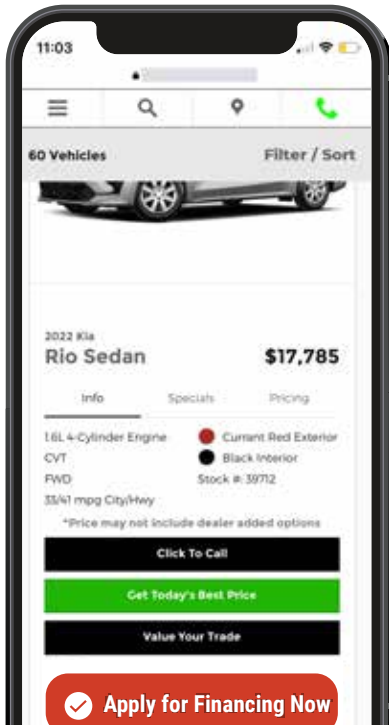 11:03
60 Vehicles
Filter / Sort
2022 Kia
Rio Sedan
$17,785
Info
Specials
Pricing
1.6L 4-Cylinder Engine
Currant Red Exterior
CVT
Black Interior
FWD
Stock #: 39712
33/41 mpg City/Hwy
*Price may not include dealer added options
Click To Call
Get Today's Best Price
Value Your Trade
Apply for Financing Now